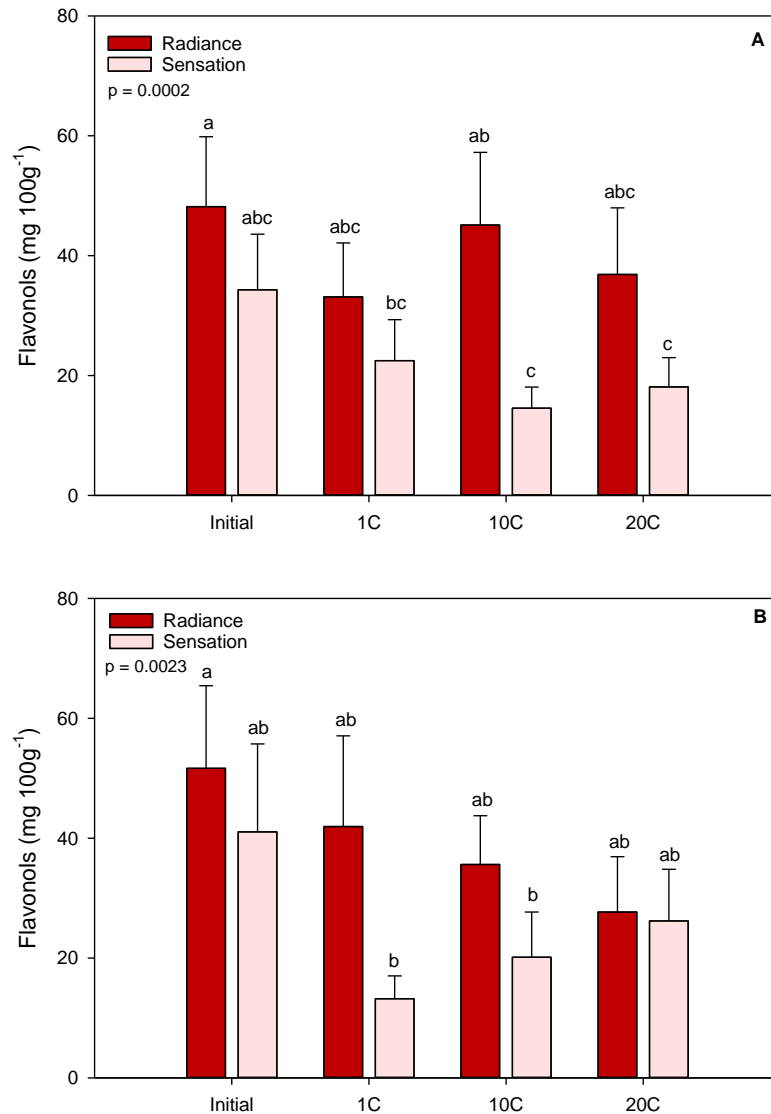 80
Radiance
A
Sensation
p = 0.0002
60
a
ab
abc
abc
abc
40
bc
c
c
20
0
Flavonols (mg 100g⁻¹)
Initial
1C
10C
20C
80
Radiance
B
Sensation
p = 0.0023
a
60
ab
ab
ab
ab
ab
40
b
b
20
0
Flavonols (mg 100g⁻¹)
Initial
1C
10C
20C